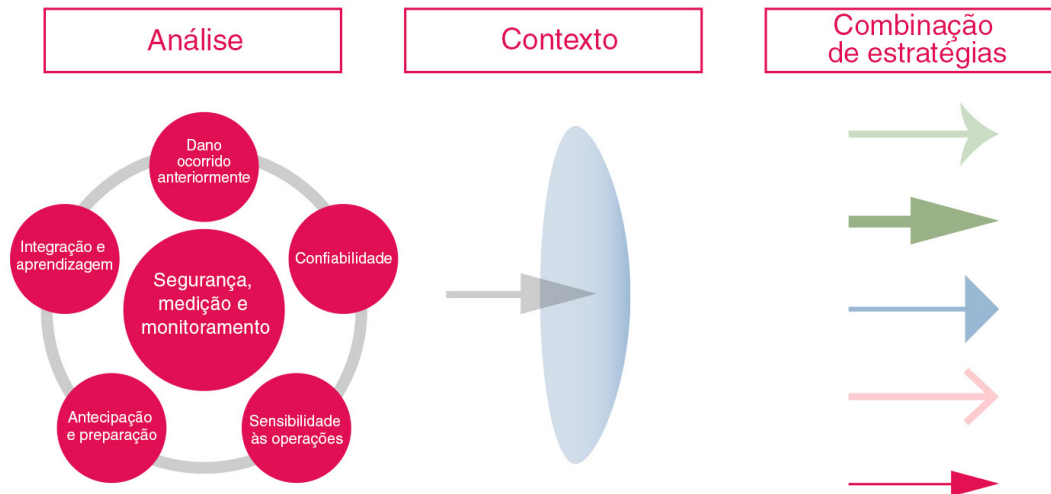 Análise
Contexto
Combinação
de estratégias
Dano
ocorrido
anteriormente
Integração e
aprendizagem
Confiabilidade
Segurança,
medição e
monitoramento
Antecipação
e preparação
Sensibilidade
às operações